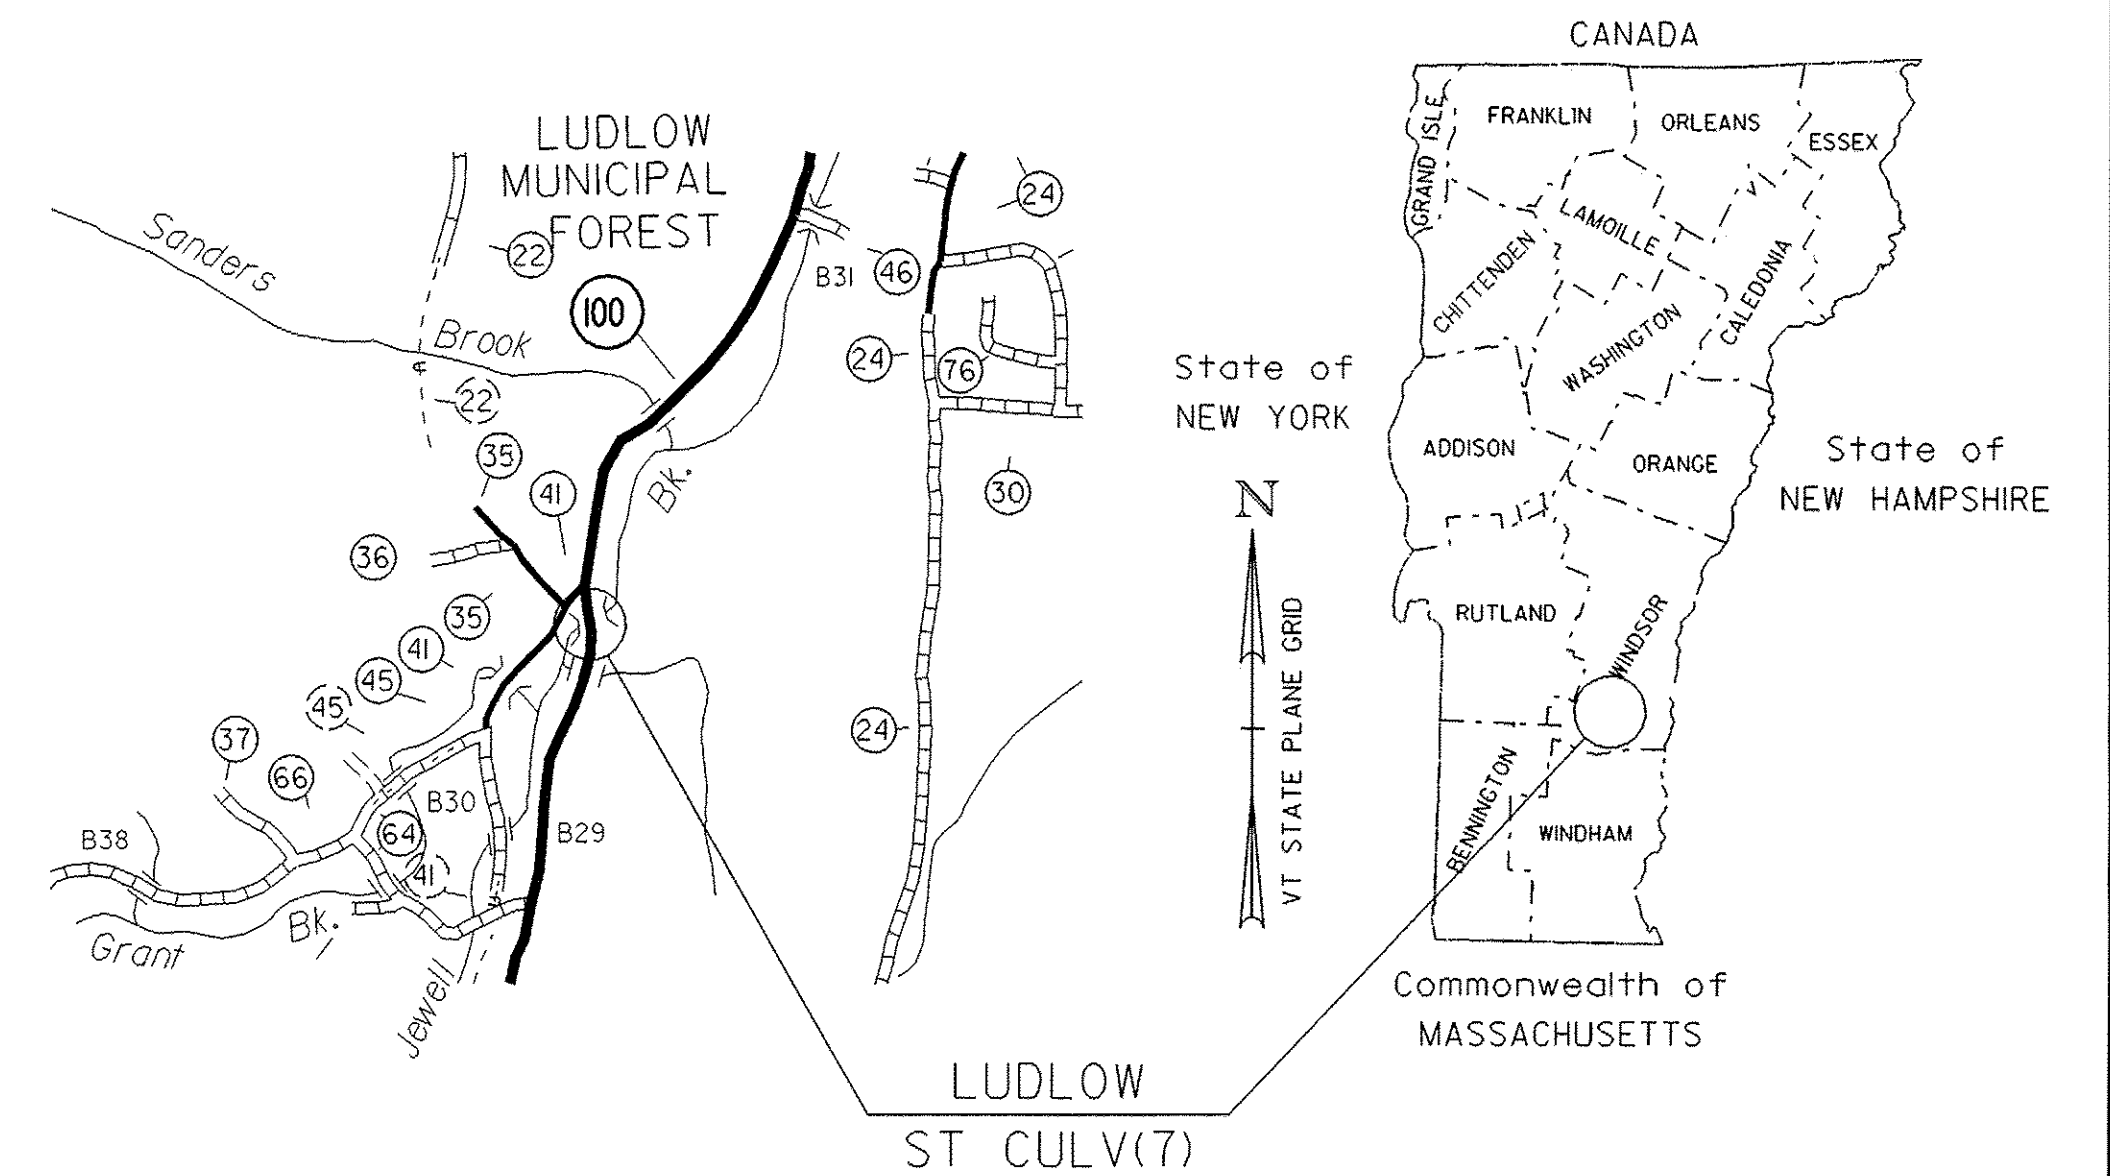 CANADA
LUDLOW
MUNICIPAL
FOREST
Sanders
Brook
22
100
B31
24
46
24
76
22
35
41
Bk.
30
36
35
41
45
45
37
66
24
B30
B29
64
41
B38
Bk.
Grant
Jewell
State of
NEW YORK
N
VT STATE PLANE GRID
GRAND ISLE
FRANKLIN
ORLEANS
ESSEX
LAMOILLE
CHITTENDEN
CALEDONIA
WASHINGTON
ADDISON
ORANGE
State of
NEW HAMPSHIRE
RUTLAND
WINDSOR
BENNINGTON
WINDHAM
Commonwealth of
MASSACHUSETTS
LUDLOW
ST CULV(7)